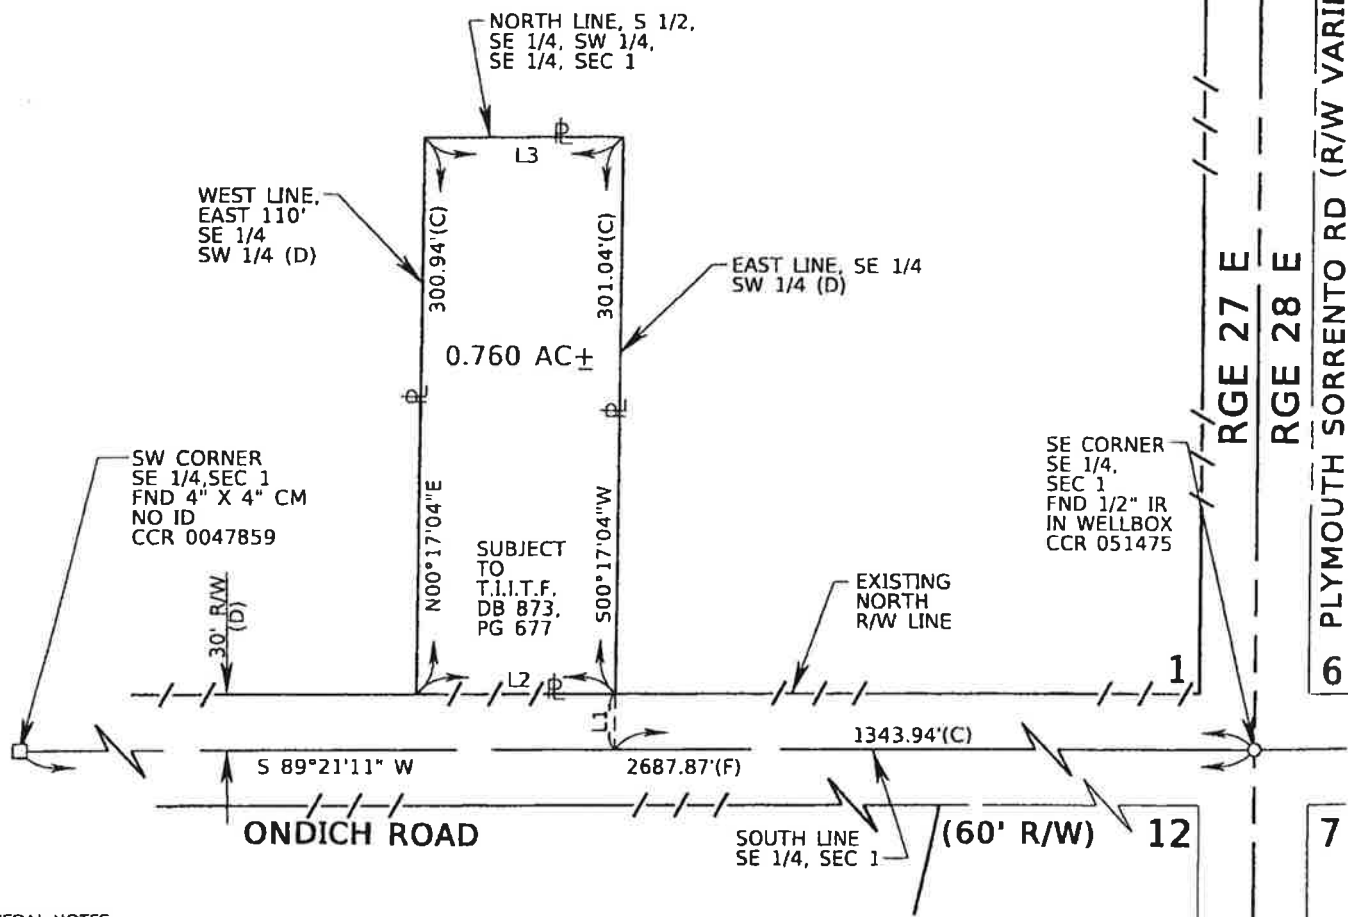 NORTH LINE, S 1/2,
SE 1/4, SW 1/4,
SE 1/4, SEC 1
L3
WEST LINE,
EAST 110'
SE 1/4
SW 1/4 (D)
300.94'(C)
301.04'(C)
EAST LINE, SE 1/4
SW 1/4 (D)
0.760 AC±
RGE 27 E
RGE 28 E
PLYMOUTH SORRENTO RD (R/W
SW CORNER
SE 1/4,SEC 1
FND 4" X 4" CM
NO ID
CCR 0047859
SE CORNER
SE 1/4,
SEC 1
FND 1/2" IR
IN WELLBOX
CCR 051475
N00°17'04"E
S00°17'04"W
SUBJECT
TO
T.I.I.T.F.
DB 873,
PG 677
30' R/W
(D)
EXISTING
NORTH
R/W LINE
L2
L1
1
6
1343.94'(C)
S 89°21'11" W
2687.87'(F)
ONDICH ROAD
(60' R/W)
SOUTH LINE
SE 1/4, SEC 1
12
7